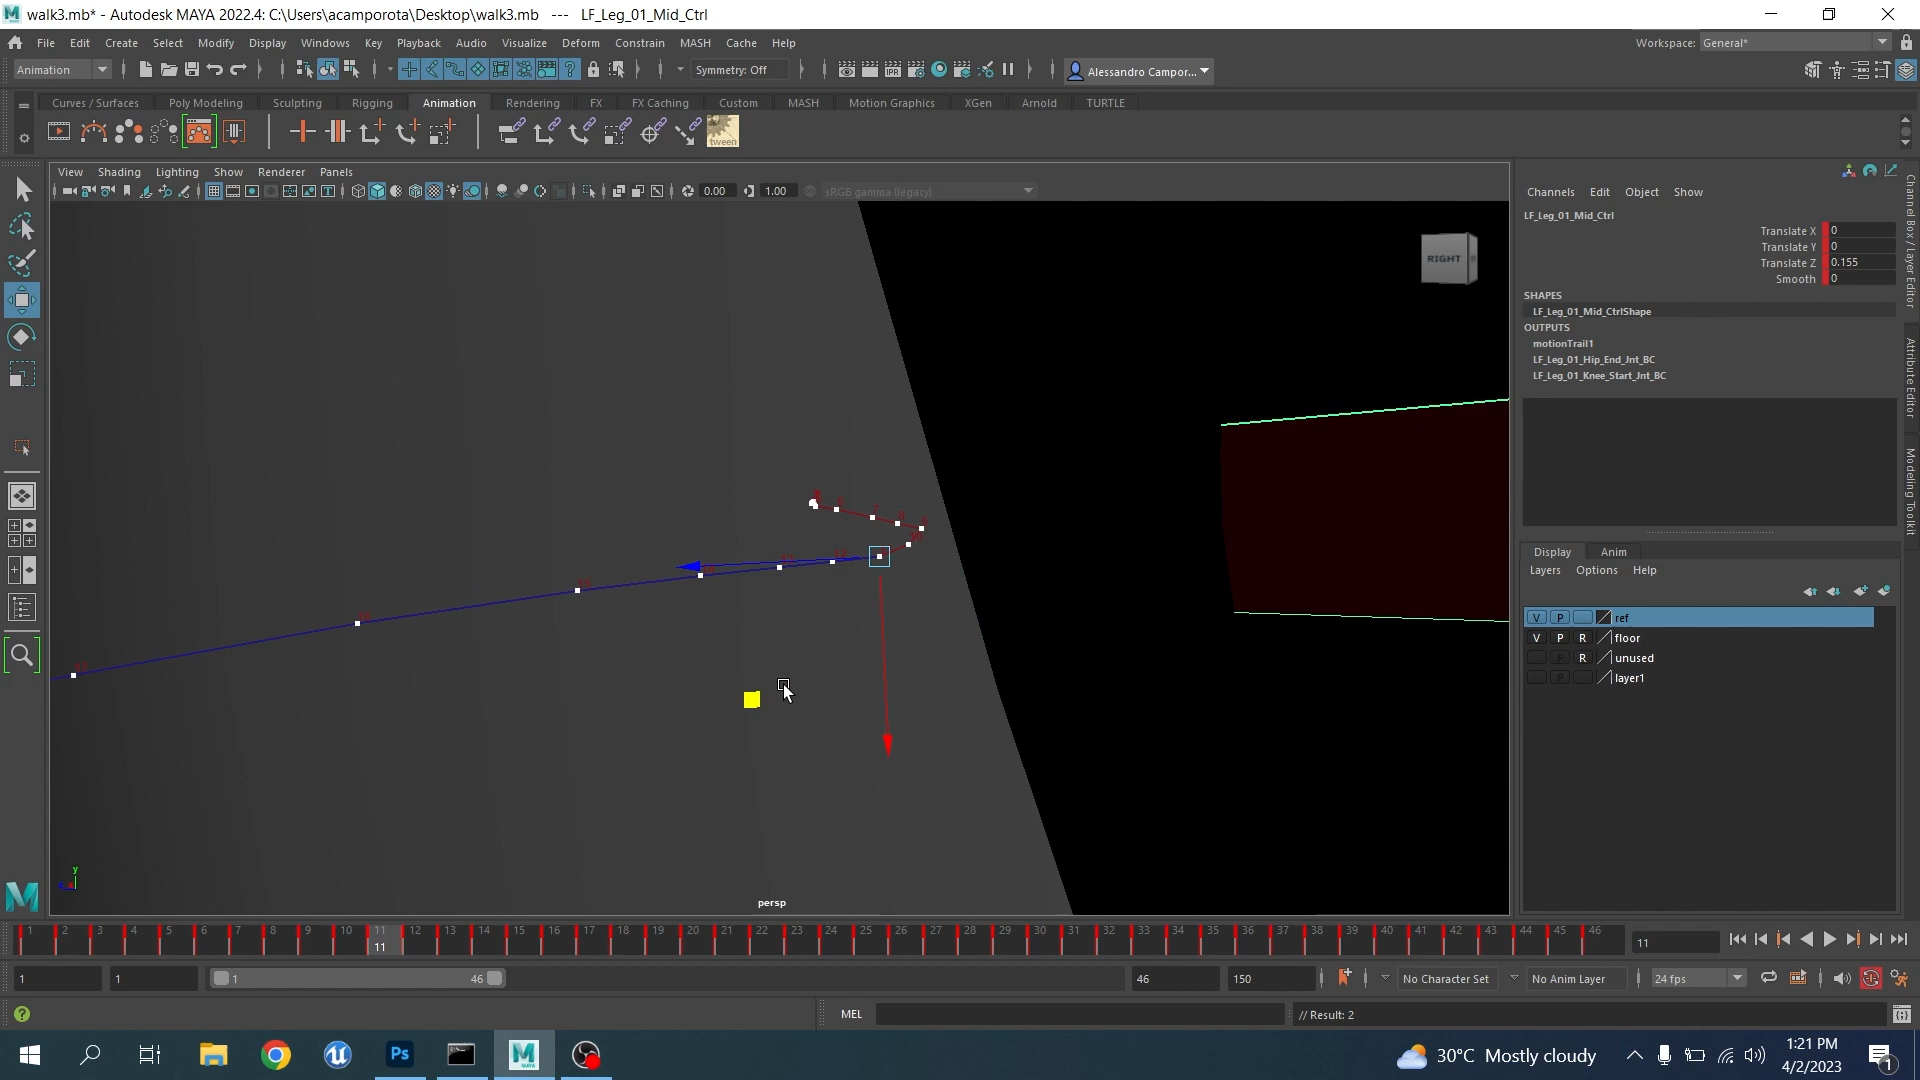 walk3.mb* - Autodesk MAYA 2022.4: C:\Users\acamporota\Desktop\walk3.mb --- LF_Leg_01_Mid_Ctrl
File Edit Create Select Modify Display Windows Key Playback Audio Visualize Deform Constrain MASH Cache Help
Workspace: General*
Animation
Symmetry: Off
IPR
Alessandro Campor...
Curves / Surfaces Poly Modeling Sculpting Rigging Animation Rendering FX FX Caching Custom MASH Motion Graphics XGen Arnold TURTLE
tween
View Shading Lighting Show Renderer Panels
0.00 1.00 sRGB gamma (legacy)
RIGHT
persp
y
Channels Edit Object Show
LF_Leg_01_Mid_Ctrl
Translate X 0
Translate Y 0
Translate Z 0.155
Smooth 0
SHAPES
LF_Leg_01_Mid_CtrlShape
OUTPUTS
motionTrail1
LF_Leg_01_Hip_End_Jnt_BC
LF_Leg_01_Knee_Start_Jnt_BC
Channel Box / Layer Editor
Attribute Editor
Modeling Toolkit
Display Anim
Layers Options Help
V P ref
V P R floor
P R unused
P layer1
1 2 3 4 5 6 7 8 9 10 11 12 13 14 15 16 17 18 19 20 21 22 23 24 25 26 27 28 29 30 31 32 33 34 35 36 37 38 39 40 41 42 43 44 45 46
11
11
1 1 1 46 46 150 No Character Set No Anim Layer 24 fps
MEL
// Result: 2
Ps
MAYA
30°C Mostly cloudy
1:21 PM
4/2/2023
1